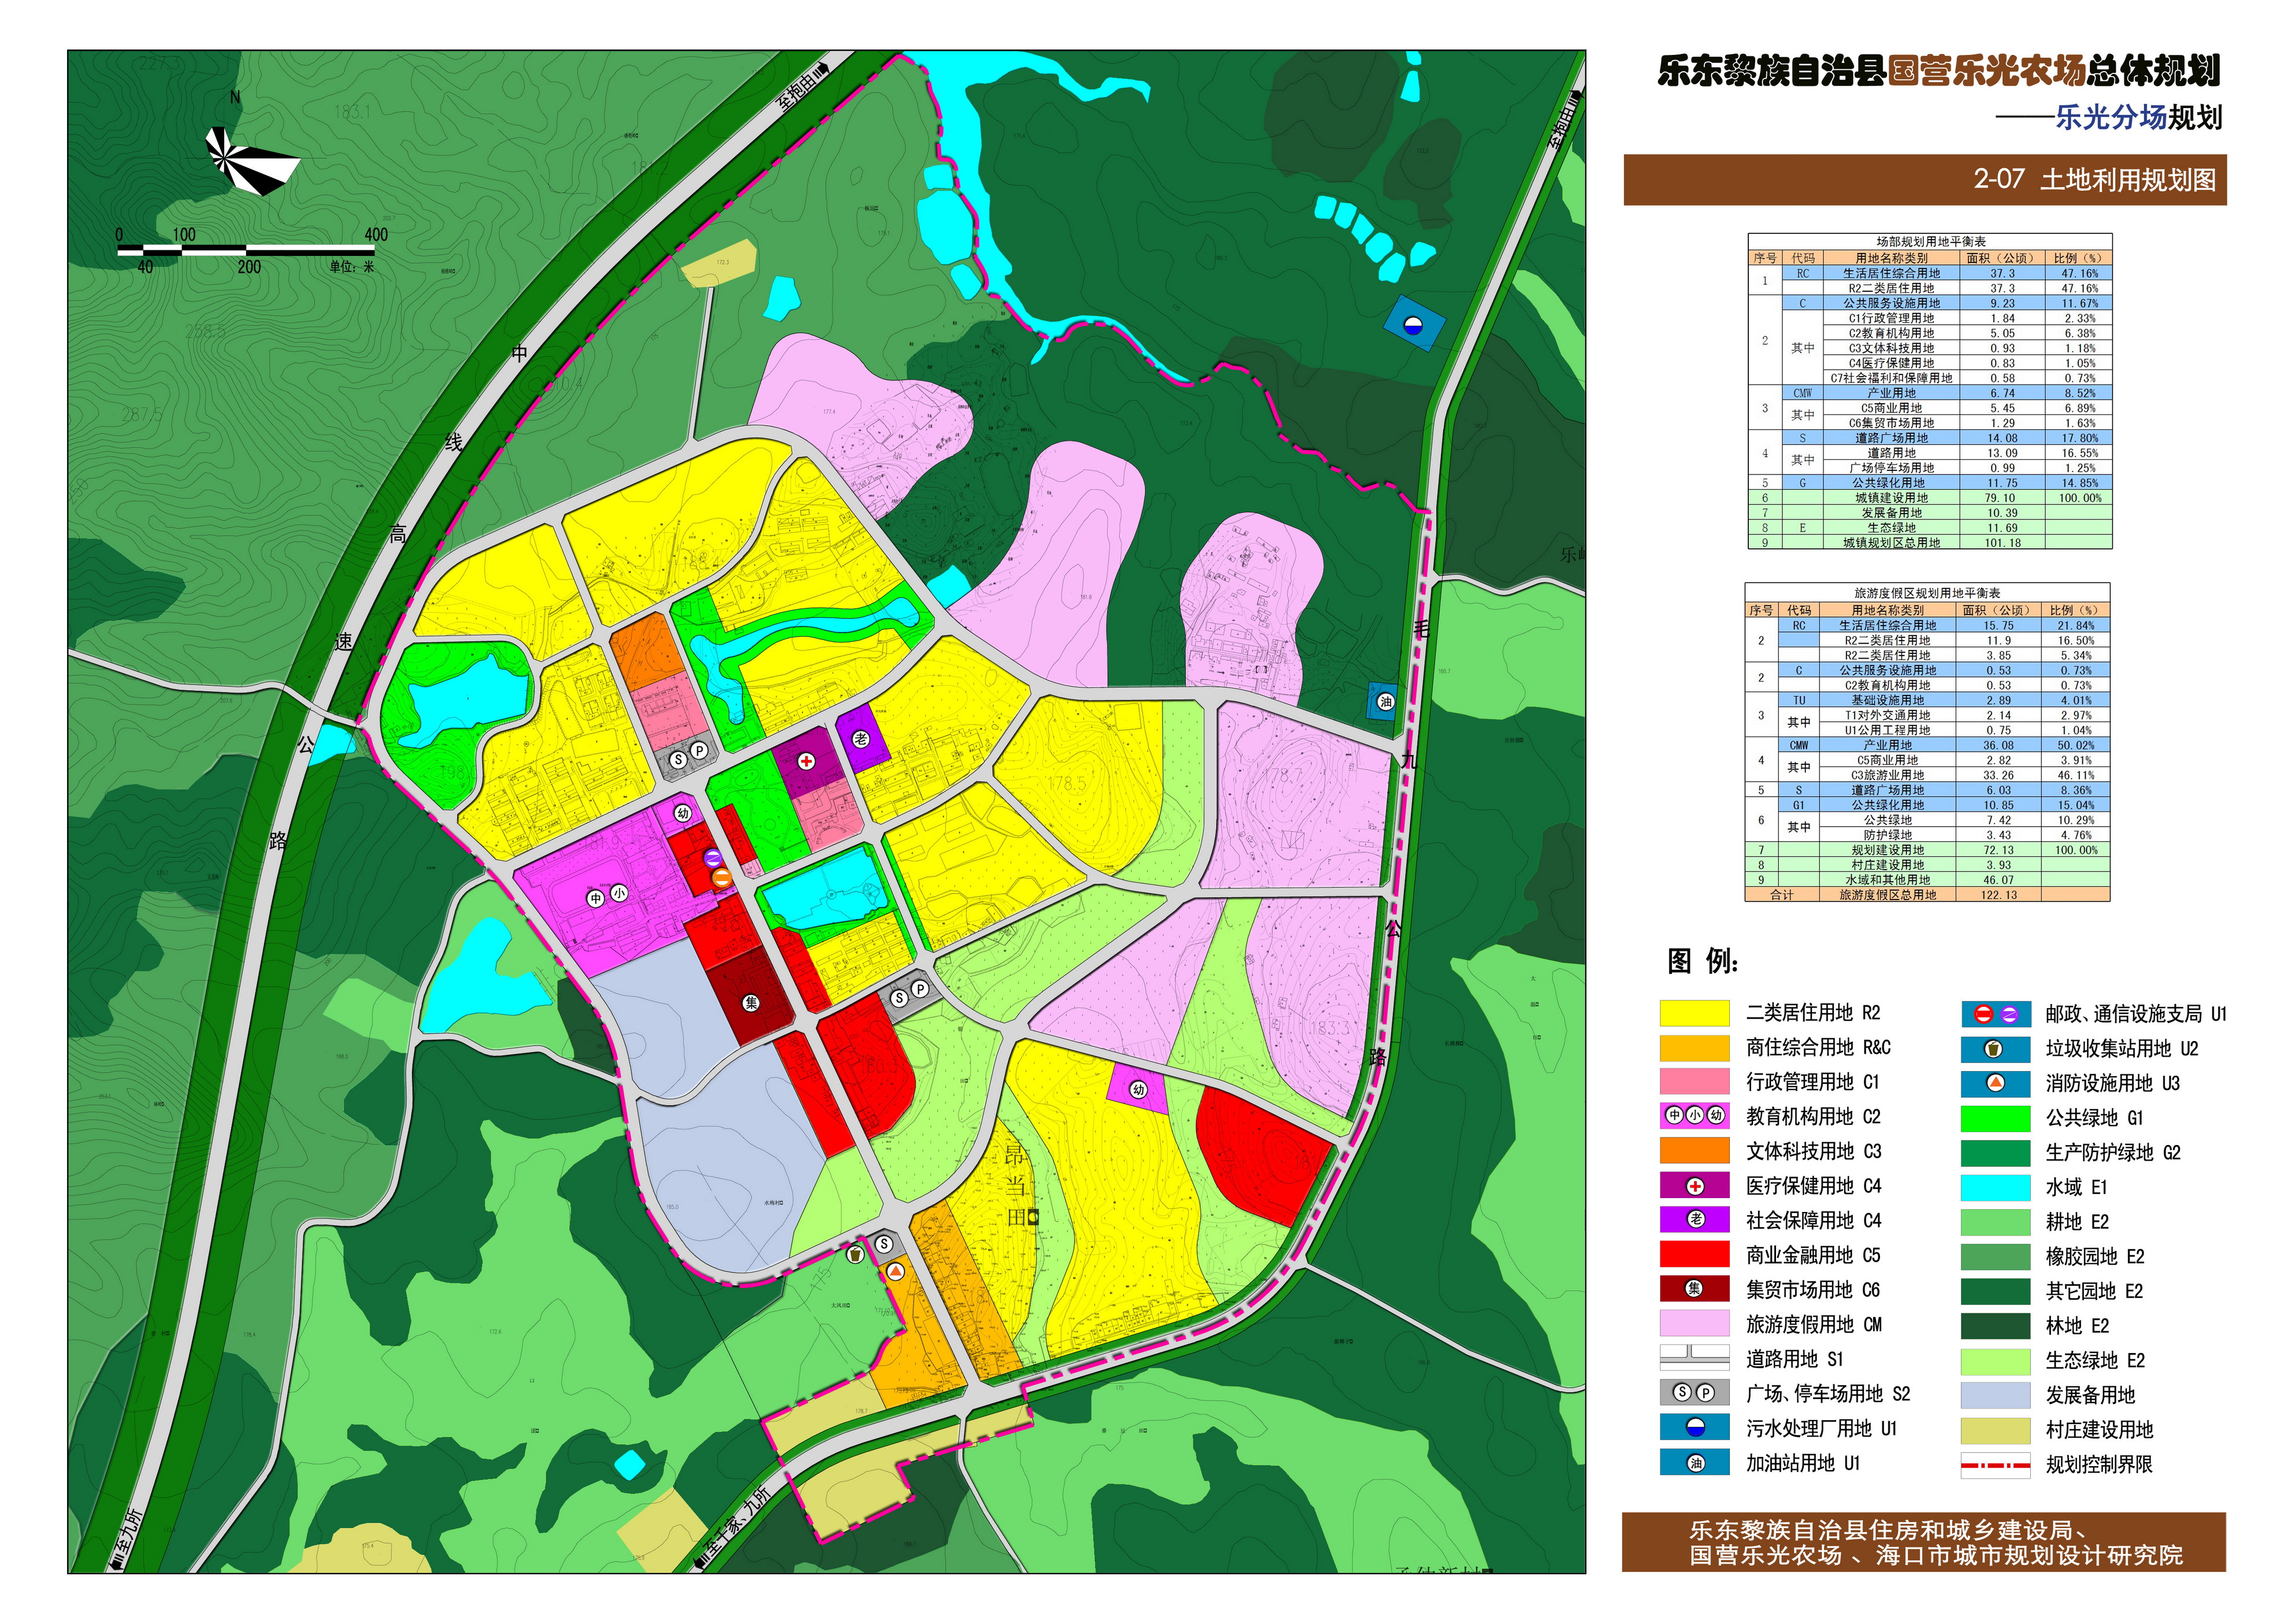 乐东黎族自治县国营乐光农场总体规划
——乐光分场规划
2-07 土地利用规划图
场部规划用地平衡表
序号 代码 用地名称类别 面积（公顷） 比例（%）
1 RC 生活居住综合用地 37.3 47.16%
R2二类居住用地 37.3 47.16%
2 C 公共服务设施用地 9.23 11.67%
其中 C1行政管理用地 1.84 2.33%
C2教育机构用地 5.05 6.38%
C3文体科技用地 0.93 1.18%
C4医疗保健用地 0.83 1.05%
C7社会福利和保障用地 0.58 0.73%
3 CMW 产业用地 6.74 8.52%
其中 C5商业用地 5.45 6.89%
C6集贸市场用地 1.29 1.63%
4 S 道路广场用地 14.08 17.80%
其中 道路用地 13.09 16.55%
广场停车场用地 0.99 1.25%
5 G 公共绿化用地 11.75 14.85%
6 城镇建设用地 79.10 100.00%
7 发展备用地 10.39
8 E 生态绿地 11.69
9 城镇规划区总用地 101.18
旅游度假区规划用地平衡表
序号 代码 用地名称类别 面积（公顷） 比例（%）
2 RC 生活居住综合用地 15.75 21.84%
R2二类居住用地 11.9 16.50%
R2二类居住用地 3.85 5.34%
2 C 公共服务设施用地 0.53 0.73%
C2教育机构用地 0.53 0.73%
3 TU 基础设施用地 2.89 4.01%
其中 T1对外交通用地 2.14 2.97%
U1公用工程用地 0.75 1.04%
4 CMW 产业用地 36.08 50.02%
其中 C5商业用地 2.82 3.91%
C3旅游业用地 33.26 46.11%
5 S 道路广场用地 6.03 8.36%
6 G1 公共绿化用地 10.85 15.04%
其中 公共绿地 7.42 10.29%
防护绿地 3.43 4.76%
7 规划建设用地 72.13 100.00%
8 村庄建设用地 3.93
9 水域和其他用地 46.07
合计 旅游度假区总用地 122.13
图 例:
二类居住用地 R2
商住综合用地 R&C
行政管理用地 C1
中 小 幼 教育机构用地 C2
文体科技用地 C3
医疗保健用地 C4
老 社会保障用地 C4
商业金融用地 C5
集 集贸市场用地 C6
旅游度假用地 CM
道路用地 S1
S P 广场、停车场用地 S2
污水处理厂用地 U1
油 加油站用地 U1
邮政、通信设施支局 U1
垃圾收集站用地 U2
消防设施用地 U3
公共绿地 G1
生产防护绿地 G2
水域 E1
耕地 E2
橡胶园地 E2
其它园地 E2
林地 E2
生态绿地 E2
发展备用地
村庄建设用地
规划控制界限
乐东黎族自治县住房和城乡建设局、
国营乐光农场 、海口市城市规划设计研究院
N
0 100 400
40 200 单位: 米
至抱由
至抱由
中
线
高
速
公
路
毛
九
公
路
至九所
至千家、九所
昂
当
田
老
幼
中 小
集
S P
S P
S
幼
油
183.1
258.5
287.5
178.5
178.7
183.3